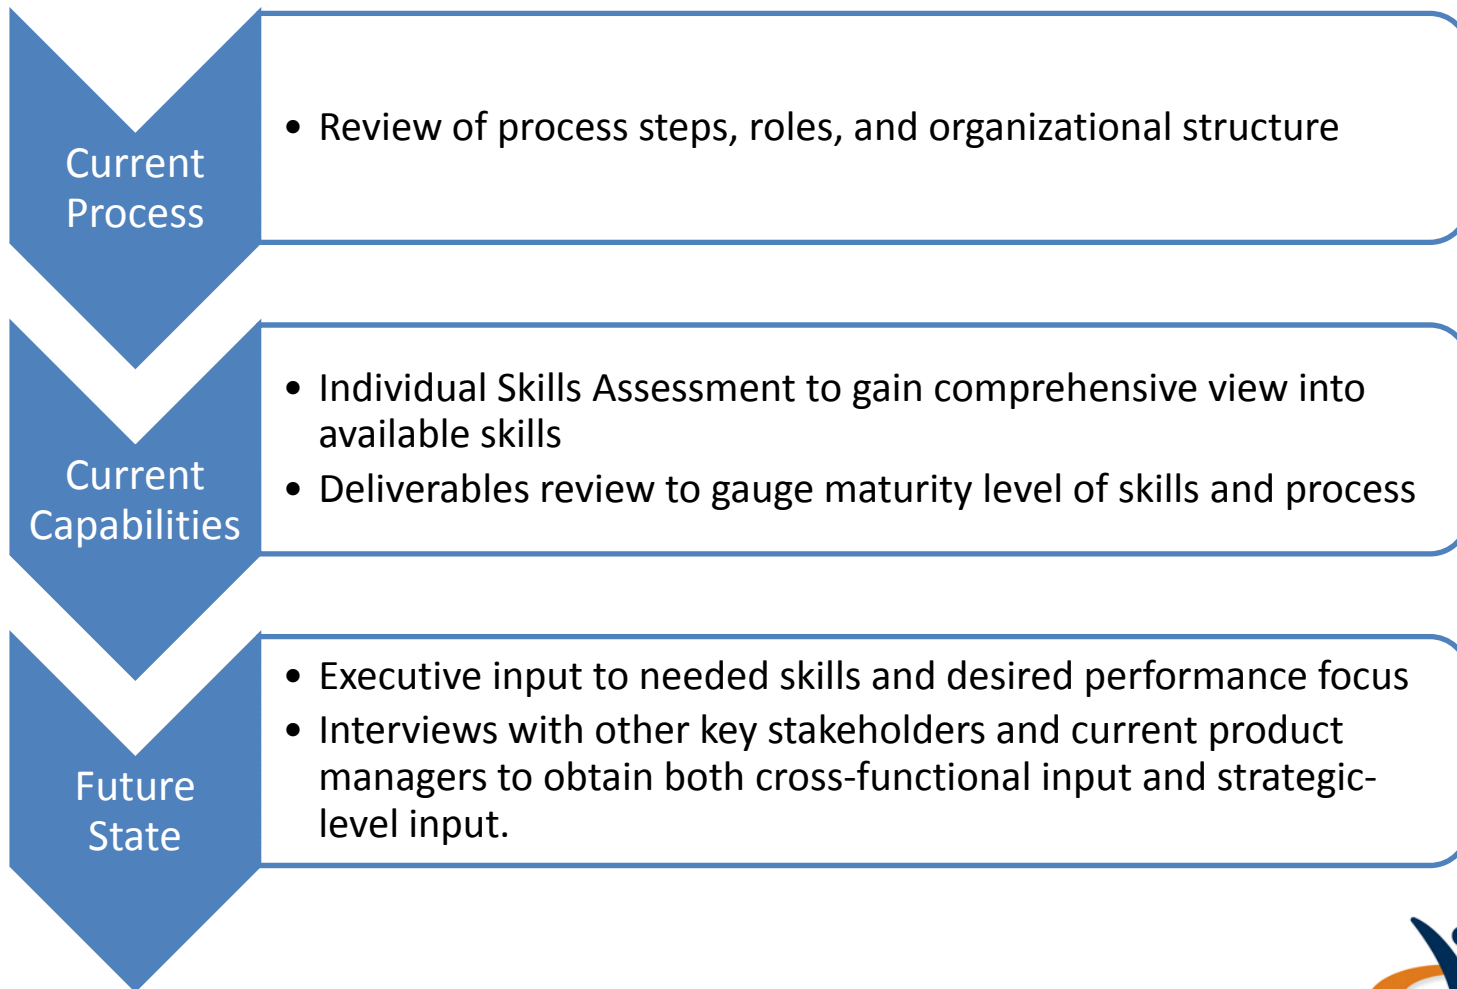 Current
Process
• Review of process steps, roles, and organizational structure
Current
Capabilities
• Individual Skills Assessment to gain comprehensive view into
available skills
• Deliverables review to gauge maturity level of skills and process
Future
State
• Executive input to needed skills and desired performance focus
• Interviews with other key stakeholders and current product
managers to obtain both cross-functional input and strategic-
level input.